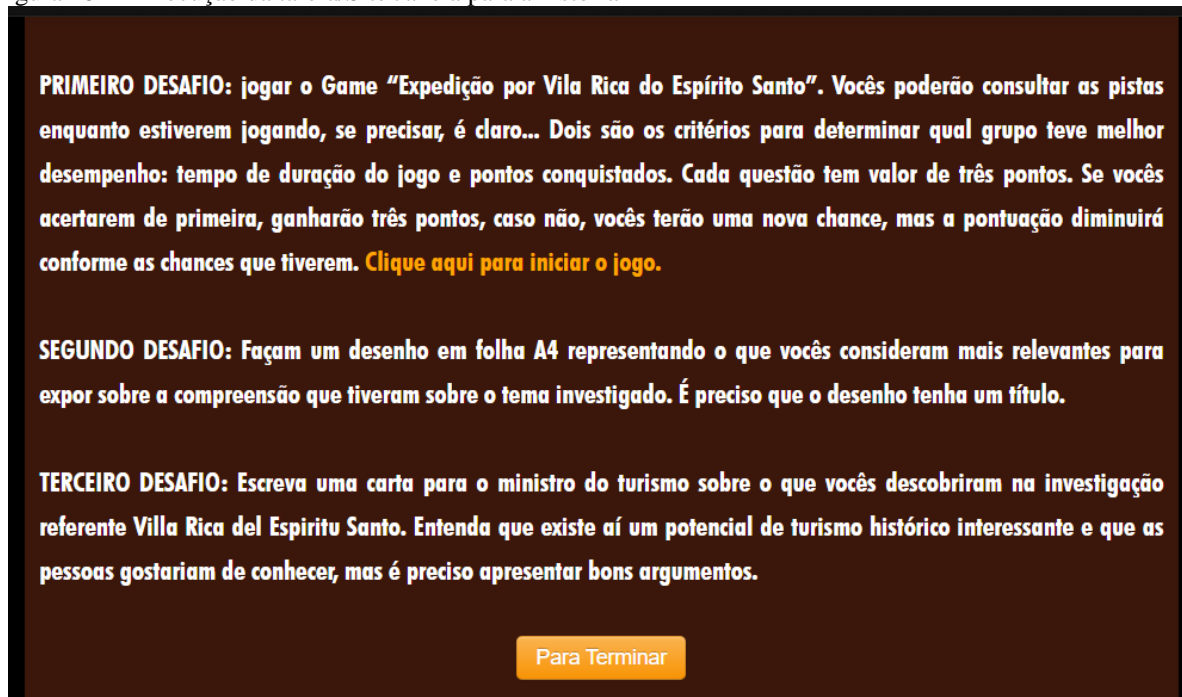 PRIMEIRO DESAFIO: jogar o Game “Expedição por Vila Rica do Espírito Santo”. Vocês poderão consultar as pistas
enquanto estiverem jogando, se precisar, é claro... Dois são os critérios para determinar qual grupo teve melhor
desempenho: tempo de duração do jogo e pontos conquistados. Cada questão tem valor de três pontos. Se vocês
acertarem de primeira, ganharão três pontos, caso não, vocês terão uma nova chance, mas a pontuação diminuirá
conforme as chances que tiverem. Clique aqui para iniciar o jogo.
SEGUNDO DESAFIO: Façam um desenho em folha A4 representando o que vocês consideram mais relevantes para
expor sobre a compreensão que tiveram sobre o tema investigado. É preciso que o desenho tenha um título.
TERCEIRO DESAFIO: Escreva uma carta para o ministro do turismo sobre o que vocês descobriram na investigação
referente Villa Rica del Espiritu Santo. Entenda que existe aí um potencial de turismo histórico interessante e que as
pessoas gostariam de conhecer, mas é preciso apresentar bons argumentos.
Para Terminar